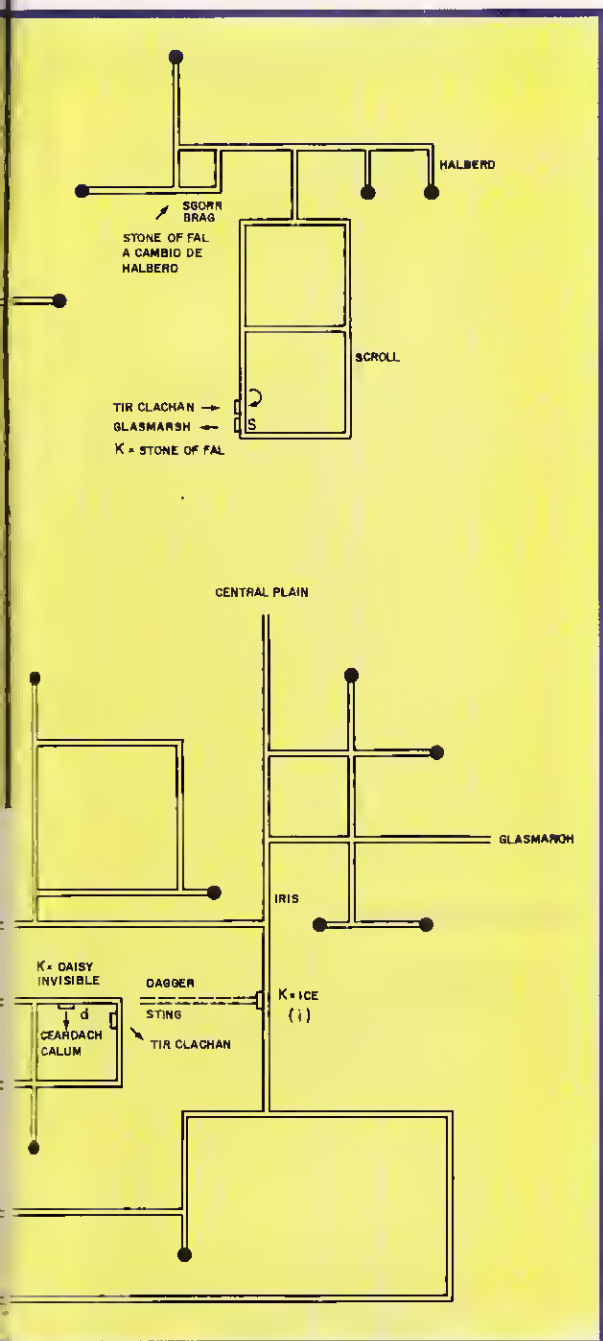 HALBERD
SGORR
BRAG
STONE OF FAL
A CAMBIO DE
HALBERD
SCROLL
TIR CLACHAN →
GLASMARSH ← S
K = STONE OF FAL
CENTRAL PLAIN
GLASMARSH
IRIS
K = DAISY
INVISIBLE
d
CEARDACH
CALUM
TIR CLACHAN
DAGGER
STING
K = ICE
(i)